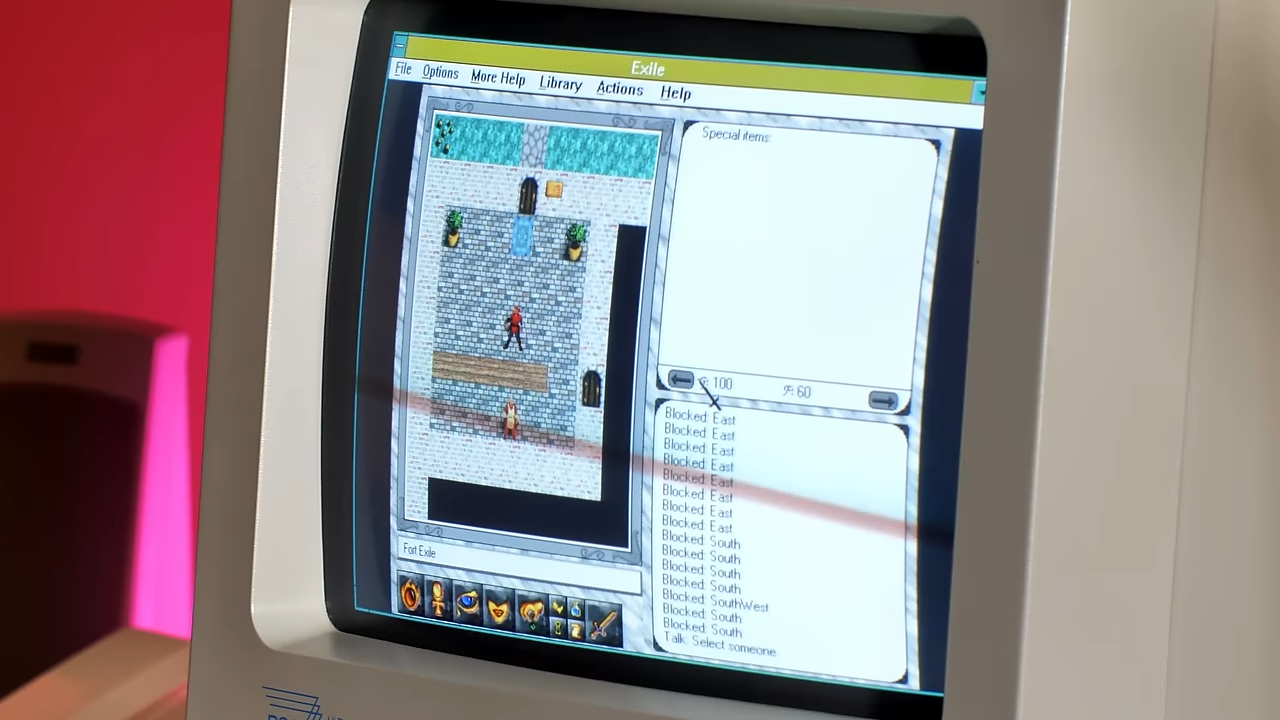 Exile
File Options More Help Library Actions Help
Special items:
100 60
Blocked: East
Blocked: East
Blocked: East
Blocked: East
Blocked: East
Blocked: East
Blocked: East
Blocked: East
Blocked: South
Blocked: South
Blocked: South
Blocked: South
Blocked: SouthWest
Blocked: South
Blocked: South
Talk: Select someone
Fort Exile